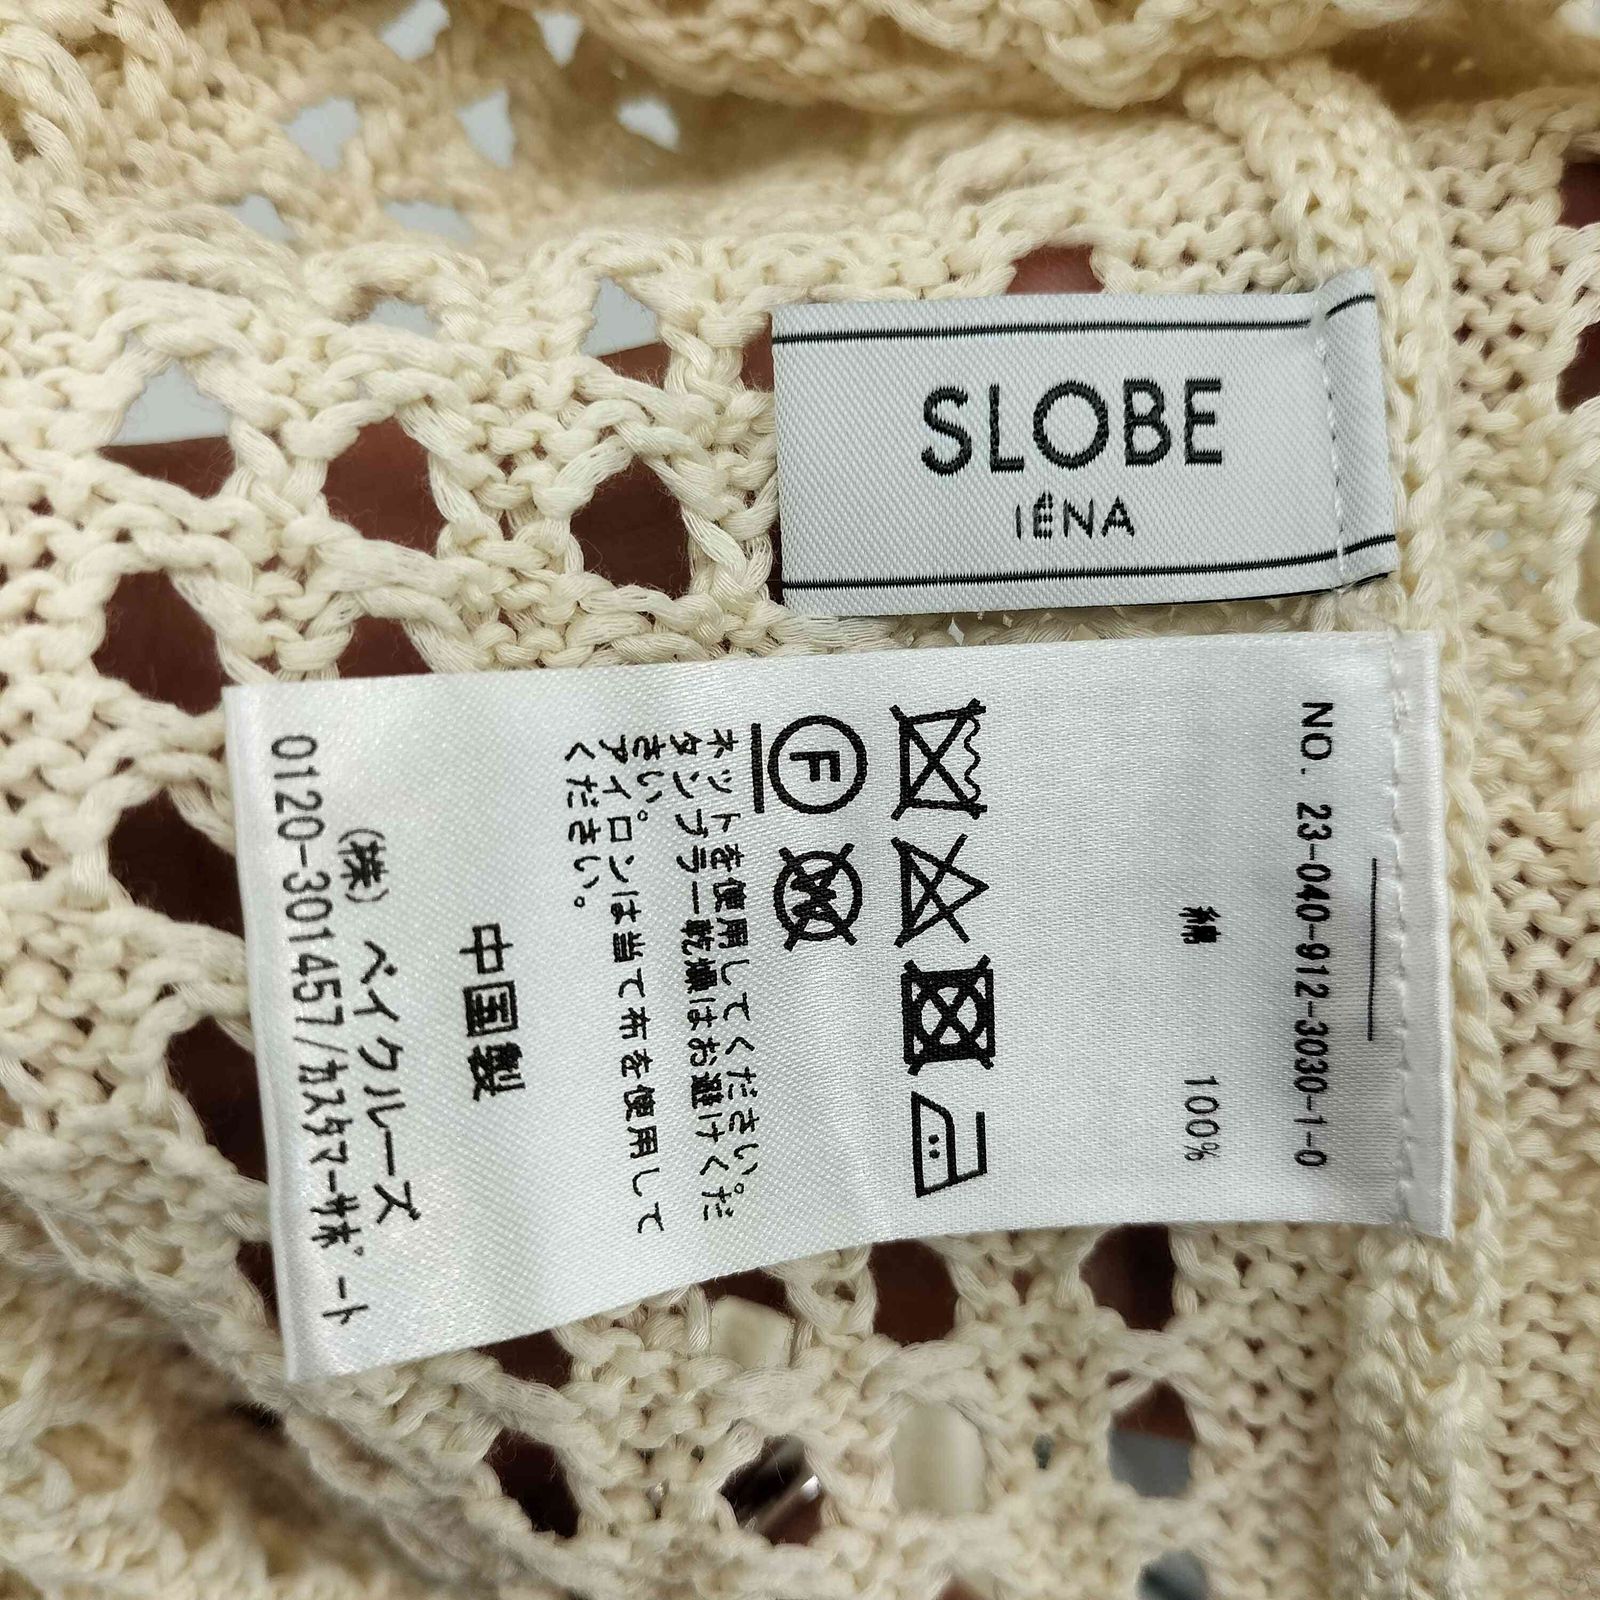 SLOBE
IÉNA
NO. 23-040-912-3030-1-0
綿 100%
F
W
ネットを使用してください。
タンブラー乾燥はお避けくだ
さい。
アイロンは当て布を使用して
ください。
中国製
(株) ベイクルーズ
0120-301457/カスタマーサポート